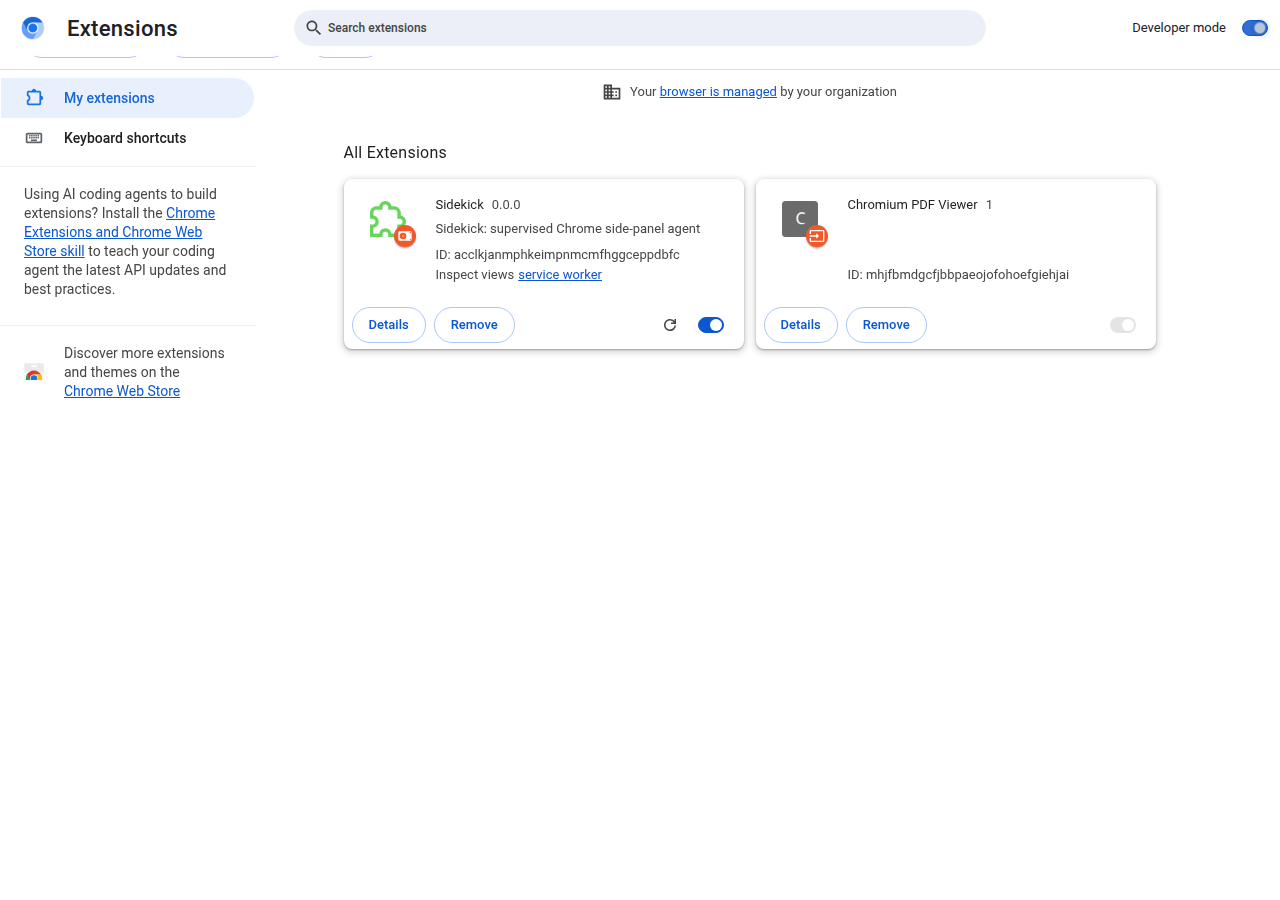 Extensions
Search extensions
Developer mode
My extensions
Keyboard shortcuts
Using AI coding agents to build
extensions? Install the Chrome
Extensions and Chrome Web
Store skill to teach your coding
agent the latest API updates and
best practices.
Discover more extensions
and themes on the
Chrome Web Store
Your browser is managed by your organization
All Extensions
Sidekick 0.0.0
Sidekick: supervised Chrome side-panel agent
ID: acclkjanmphkeimpnmcmfhggceppdbfc
Inspect views service worker
Details
Remove
C
Chromium PDF Viewer 1
ID: mhjfbmdgcfjbbpaeojofohoefgiehjai
Details
Remove